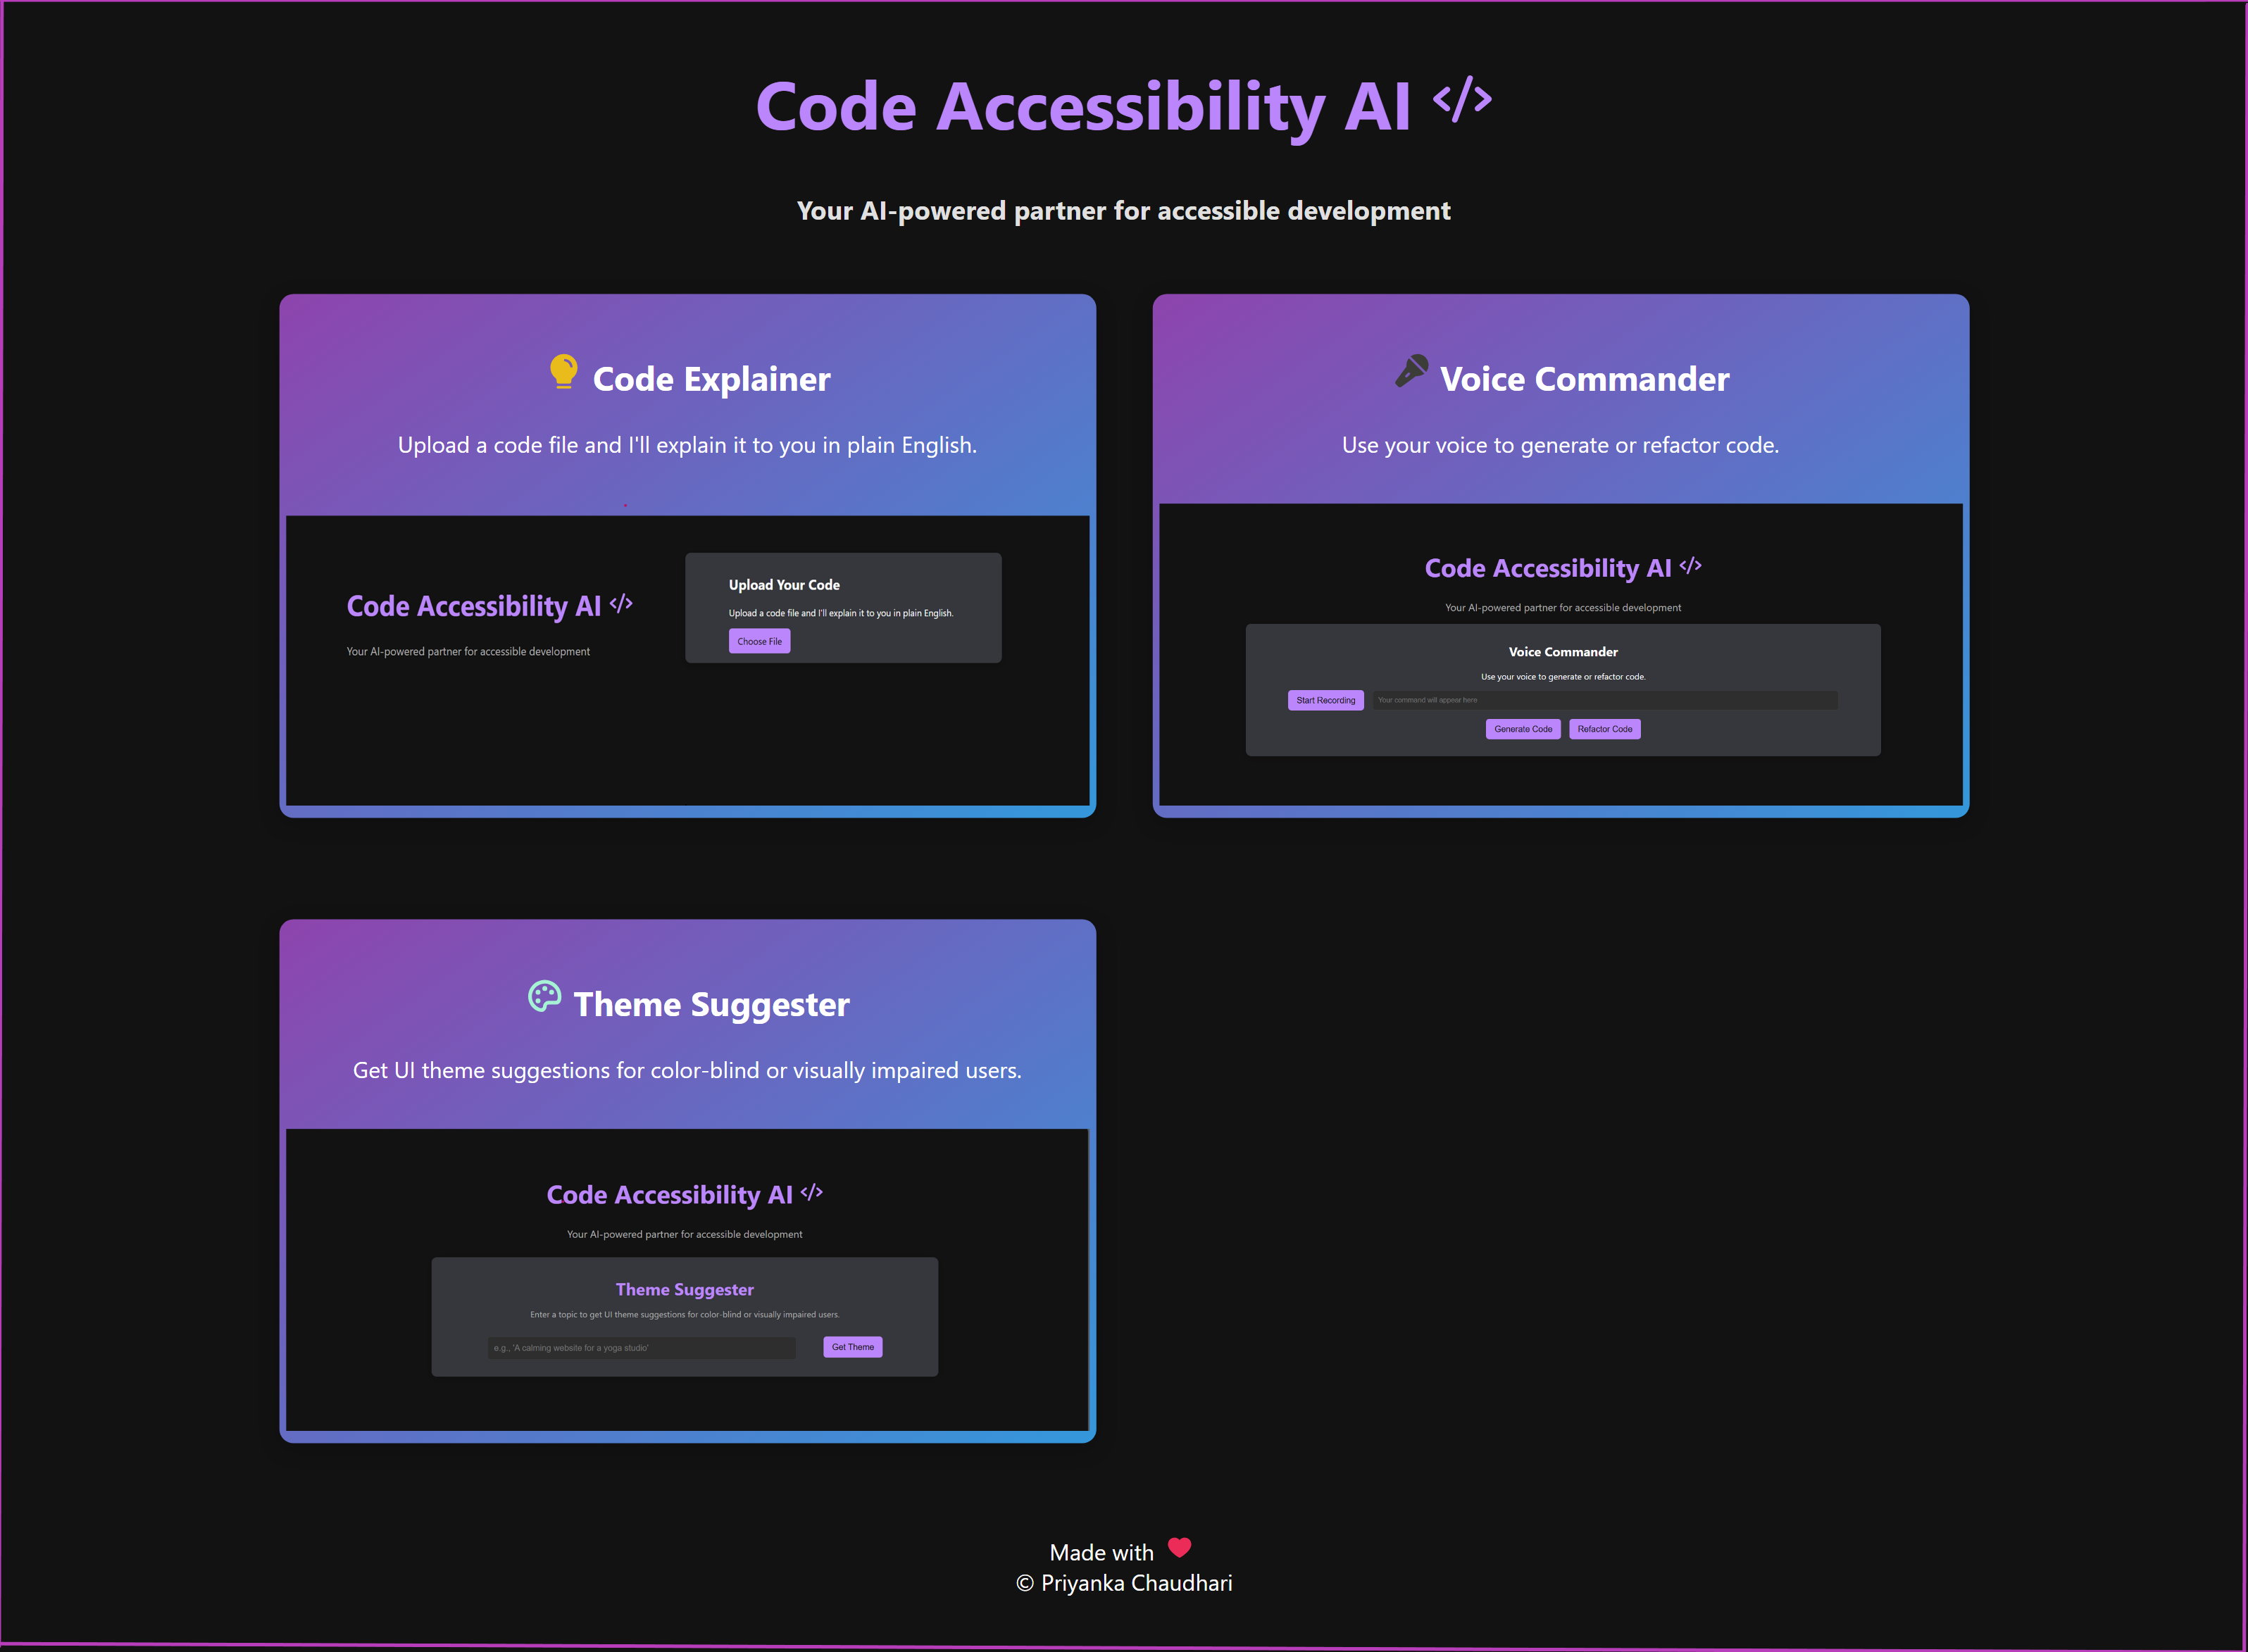 Code Accessibility AI </>
Your AI-powered partner for accessible development
Code Explainer
Upload a code file and I'll explain it to you in plain English.
Code Accessibility AI </>
Your AI-powered partner for accessible development
Upload Your Code
Upload a code file and I'll explain it to you in plain English.
Choose File
Voice Commander
Use your voice to generate or refactor code.
Code Accessibility AI </>
Your AI-powered partner for accessible development
Voice Commander
Use your voice to generate or refactor code.
Start Recording
Your command will appear here
Generate Code
Refactor Code
Theme Suggester
Get UI theme suggestions for color-blind or visually impaired users.
Code Accessibility AI </>
Your AI-powered partner for accessible development
Theme Suggester
Enter a topic to get UI theme suggestions for color-blind or visually impaired users.
e.g., 'A calming website for a yoga studio'
Get Theme
Made with
© Priyanka Chaudhari